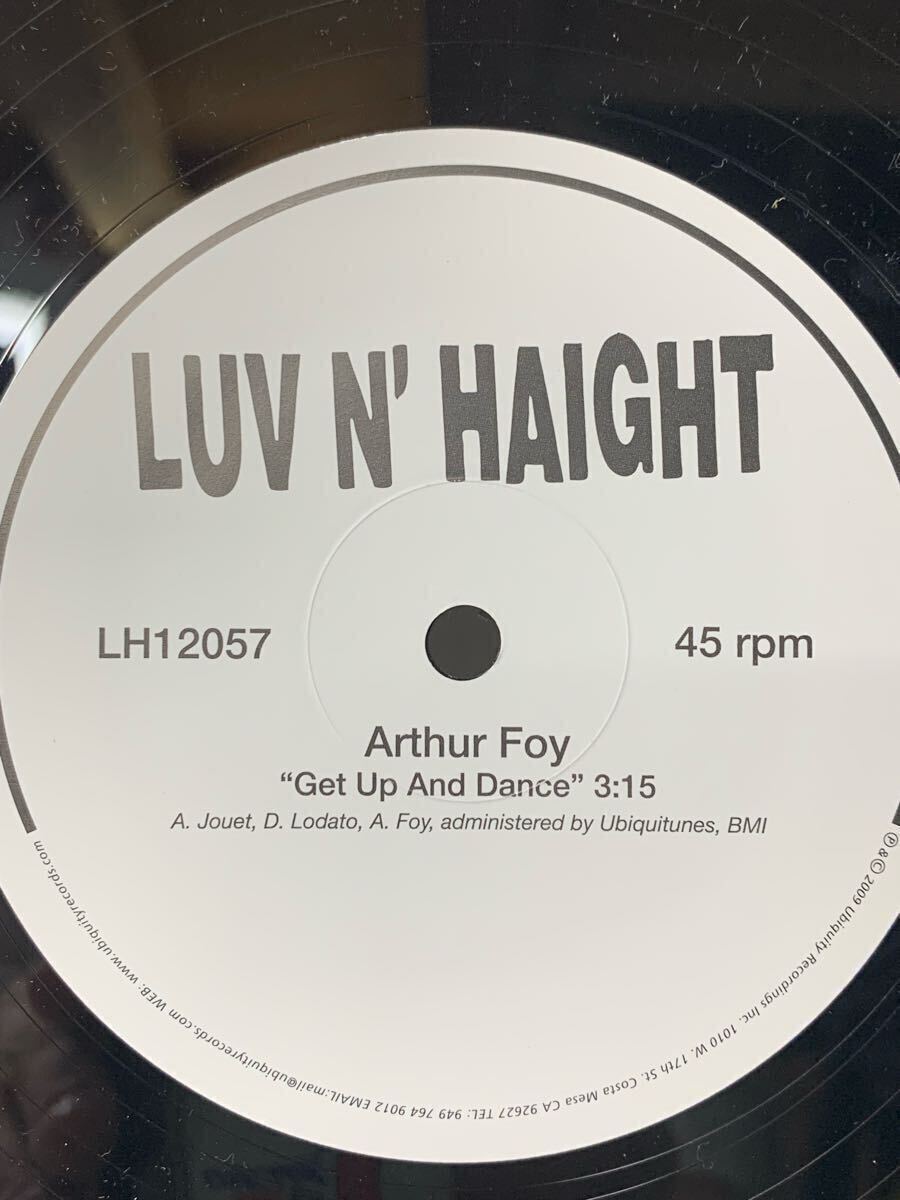 LUV N' HAIGHT
LH12057
45 rpm
Arthur Foy
“Get Up And Dance” 3:15
A. Jouet, D. Lodato, A. Foy, administered by Ubiquitunes, BMI
℗&© 2009 Ubiquity Recordings Inc. 1010 W. 17th St. Costa Mesa CA 92627 TEL: 949 764 9012 EMAIL:mail@ubiquityrecords.com WEB: www.ubiquityrecords.com